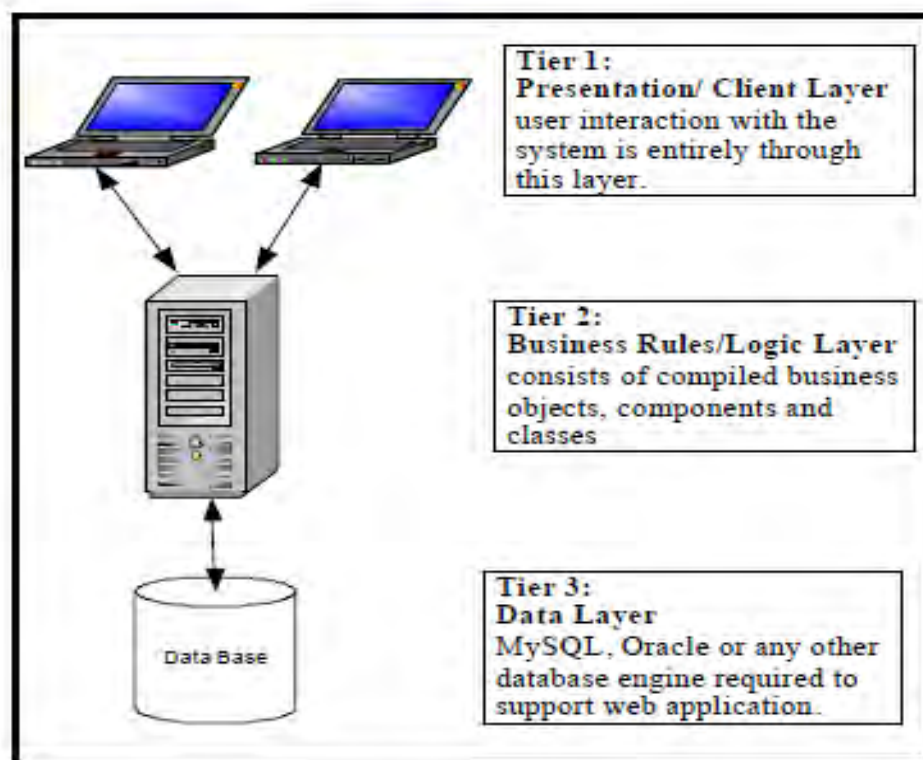 Tier 1:
Presentation/ Client Layer
user interaction with the
system is entirely through
this layer.
Tier 2:
Business Rules/Logic Layer
consists of compiled business
objects, components and
classes
Data Base
Tier 3:
Data Layer
MySQL, Oracle or any other
database engine required to
support web application.